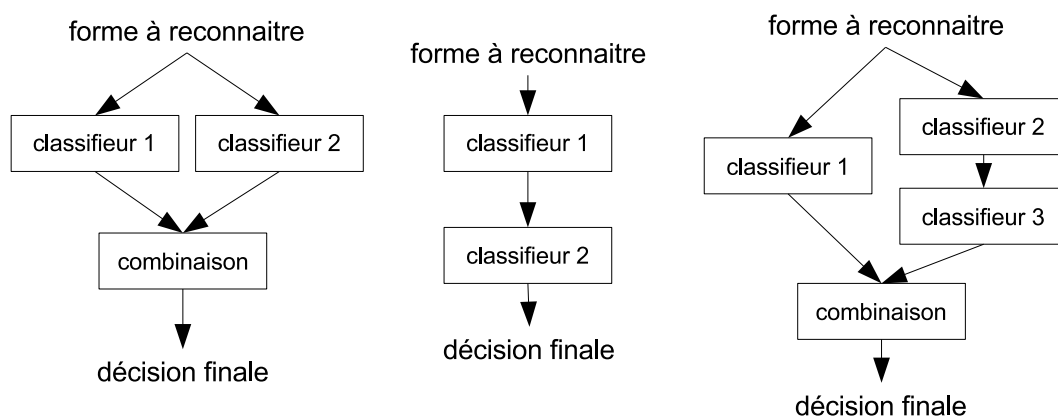 forme à reconnaitre
classifieur 1
classifieur 2
combinaison
décision finale
forme à reconnaitre
classifieur 1
classifieur 2
décision finale
forme à reconnaitre
classifieur 1
classifieur 2
classifieur 3
combinaison
décision finale